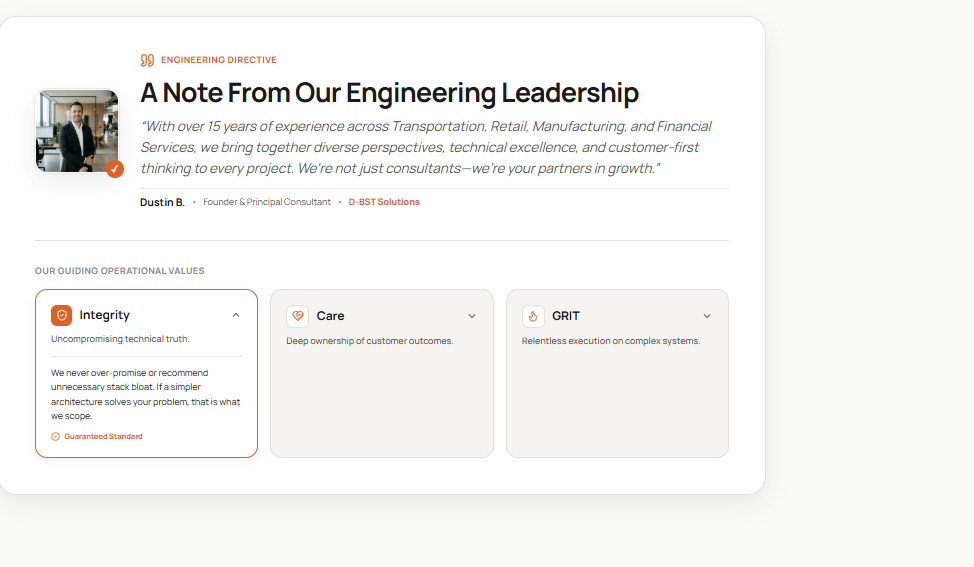 ENGINEERING DIRECTIVE
A Note From Our Engineering Leadership
“With over 15 years of experience across Transportation, Retail, Manufacturing, and Financial
Services, we bring together diverse perspectives, technical excellence, and customer-first
thinking to every project. We're not just consultants—we're your partners in growth.”
Dustin B. • Founder & Principal Consultant • D-BST Solutions
OUR GUIDING OPERATIONAL VALUES
Integrity
Uncompromising technical truth.
We never over-promise or recommend
unnecessary stack bloat. If a simpler
architecture solves your problem, that is what
we scope.
Guaranteed Standard
Care
Deep ownership of customer outcomes.
GRIT
Relentless execution on complex systems.